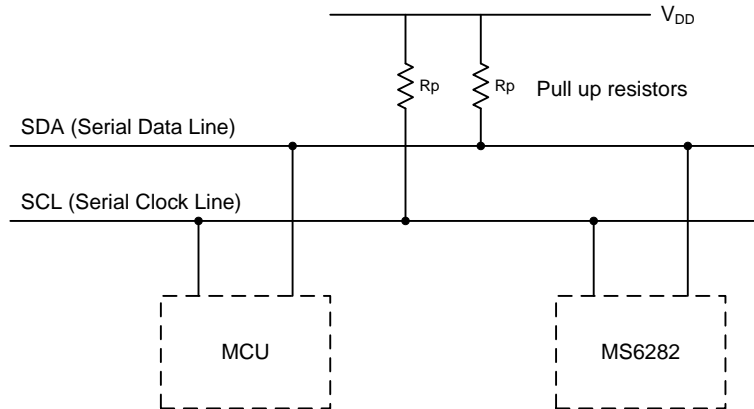 VDD
Rp Rp Pull up resistors
SDA (Serial Data Line)
SCL (Serial Clock Line)
MCU MS6282